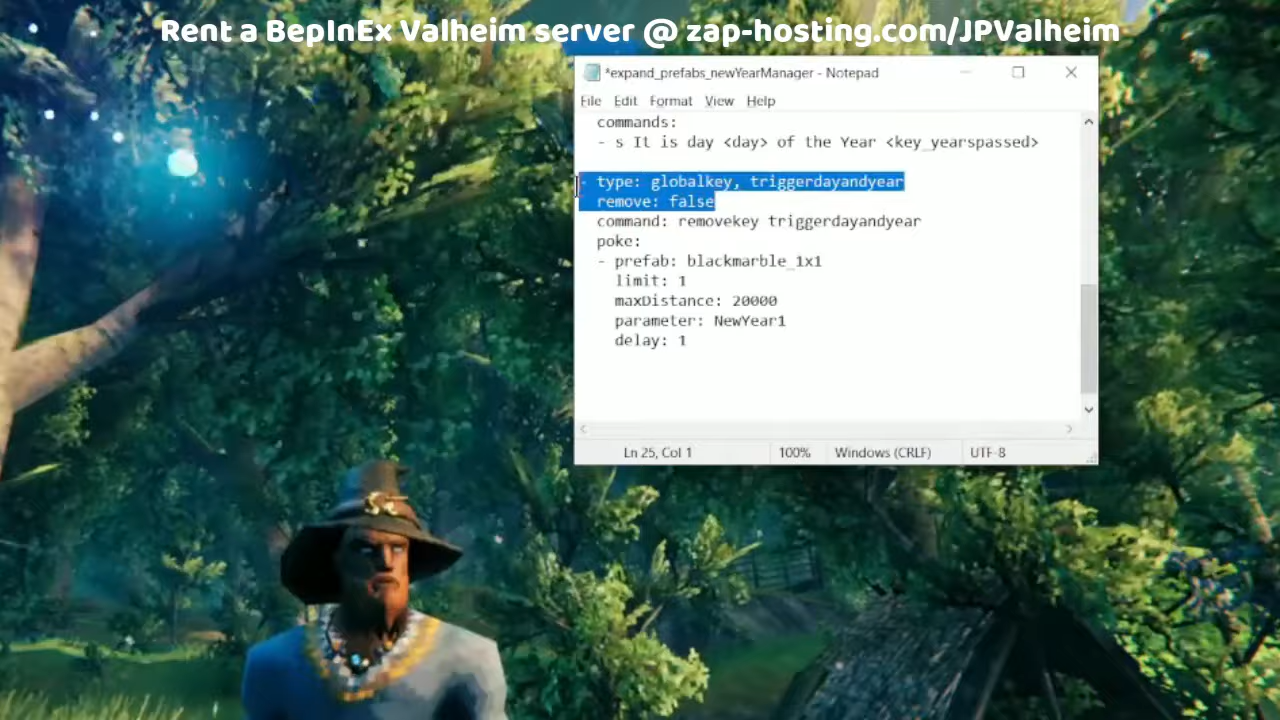 Rent a BepInEx Valheim server @ zap-hosting.com/JPValheim
*expand_prefabs_newYearManager - Notepad
File Edit Format View Help
commands:
- s It is day <day> of the Year <key_yearspassed>
- type: globalkey, triggerdayandyear
remove: false
command: removekey triggerdayandyear
poke:
- prefab: blackmarble_1x1
limit: 1
maxDistance: 20000
parameter: NewYear1
delay: 1
Ln 25, Col 1 100% Windows (CRLF) UTF-8